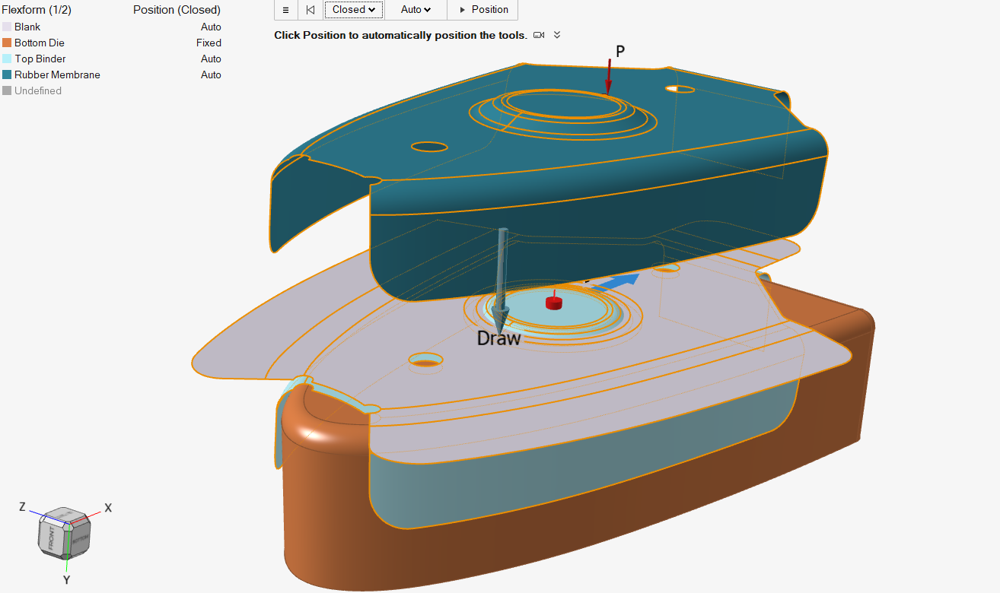 Flexform (1/2) Position (Closed)
Blank Auto
Bottom Die Fixed
Top Binder Auto
Rubber Membrane Auto
Undefined
Closed Auto Position
Click Position to automatically position the tools.
P
Draw
Z X
FRONT BOTTOM
Y